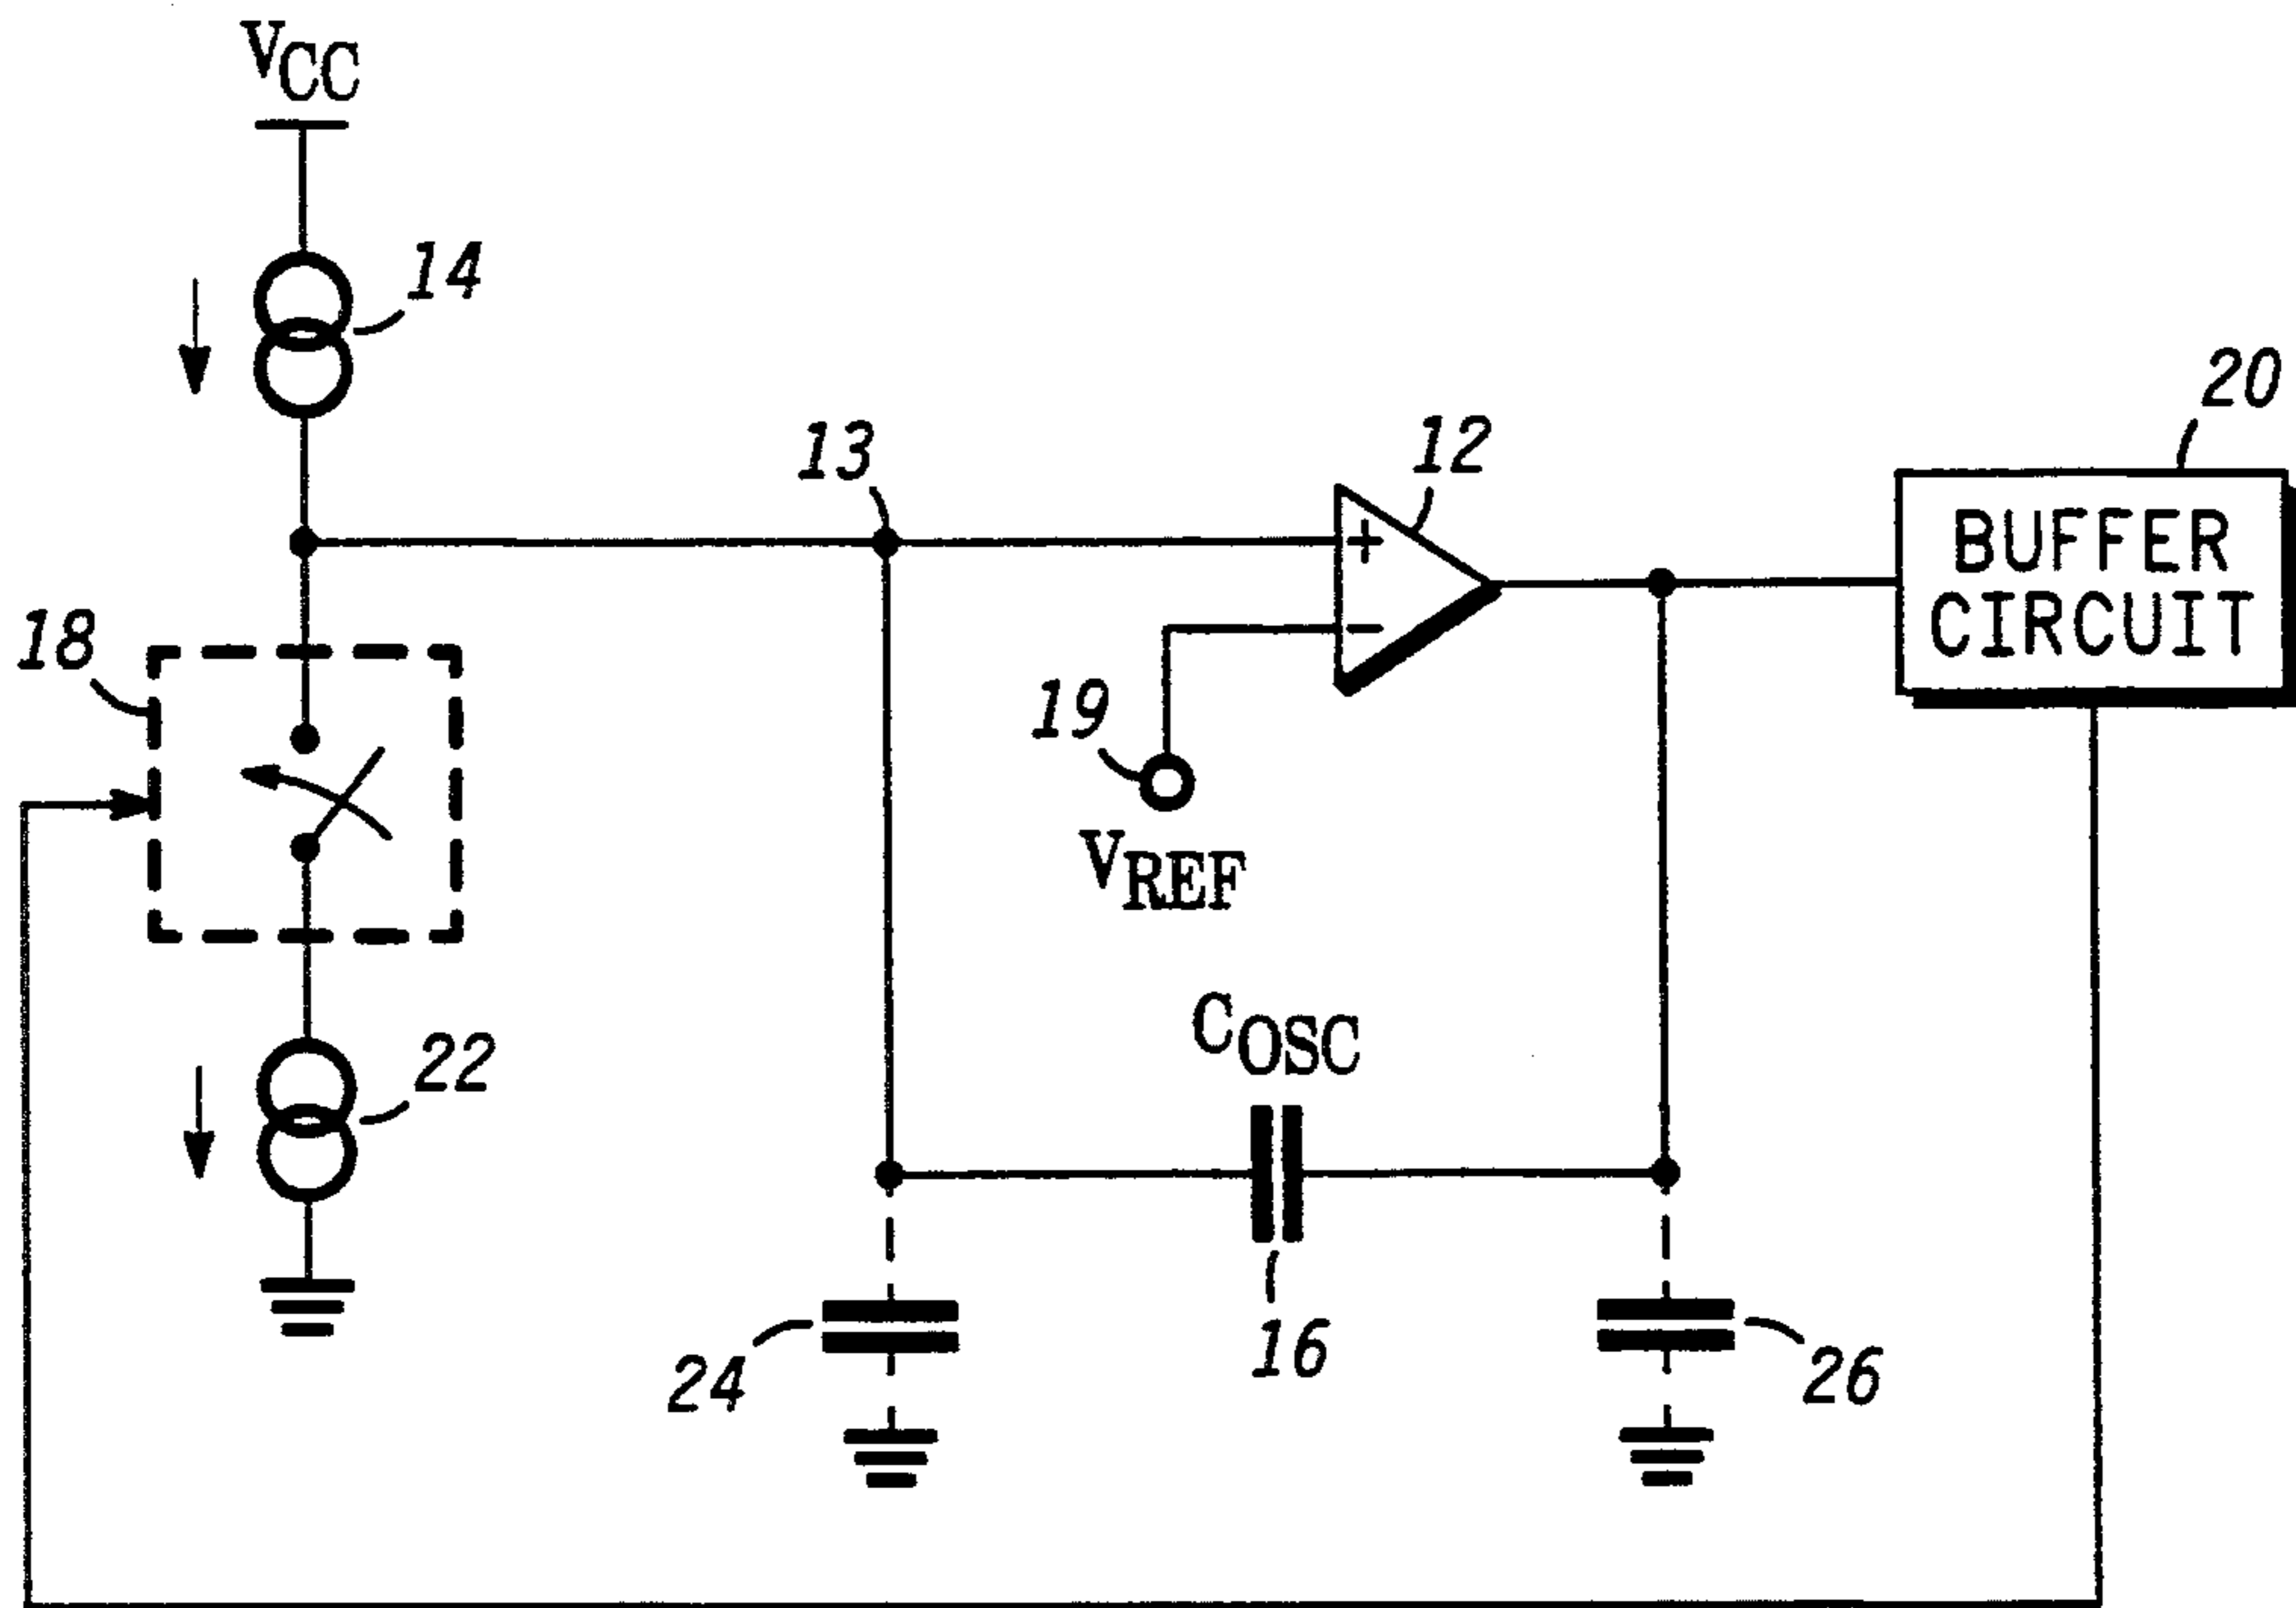 VCC
14
13
12
20
+
BUFFER
CIRCUIT
−
18
19
VREF
22
COSC
16
24
26